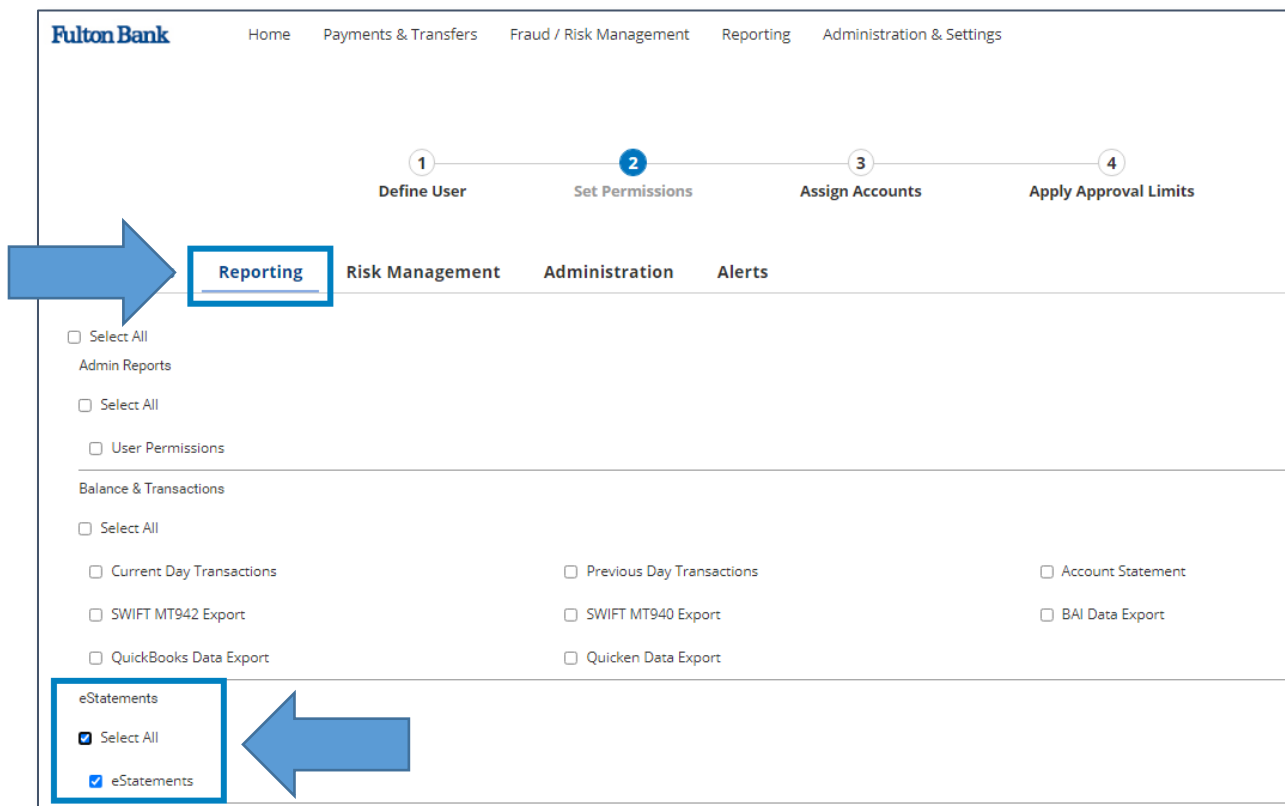 Fulton Bank Home Payments & Transfers Fraud / Risk Management Reporting Administration & Settings
1 2 3 4
Define User Set Permissions Assign Accounts Apply Approval Limits
Reporting Risk Management Administration Alerts
Select All
Admin Reports
Select All
User Permissions
Balance & Transactions
Select All
Current Day Transactions Previous Day Transactions Account Statement
SWIFT MT942 Export SWIFT MT940 Export BAI Data Export
QuickBooks Data Export Quicken Data Export
eStatements
Select All
eStatements